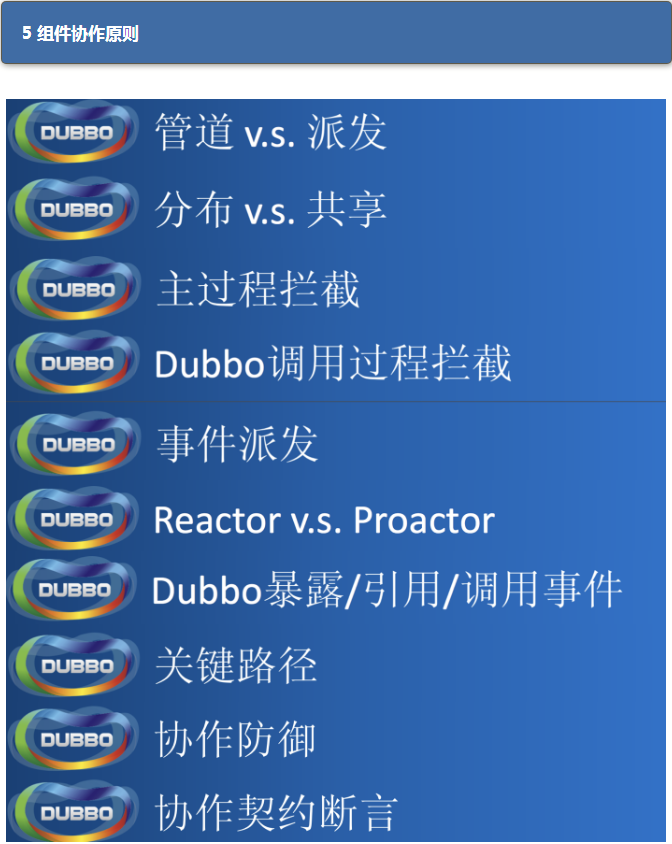 5 组件协作原则
DUBBO 管道 v.s. 派发
DUBBO 分布 v.s. 共享
DUBBO 主过程拦截
DUBBO Dubbo调用过程拦截
DUBBO 事件派发
DUBBO Reactor v.s. Proactor
DUBBO Dubbo暴露/引用/调用事件
DUBBO 关键路径
DUBBO 协作防御
DUBBO 协作契约断言